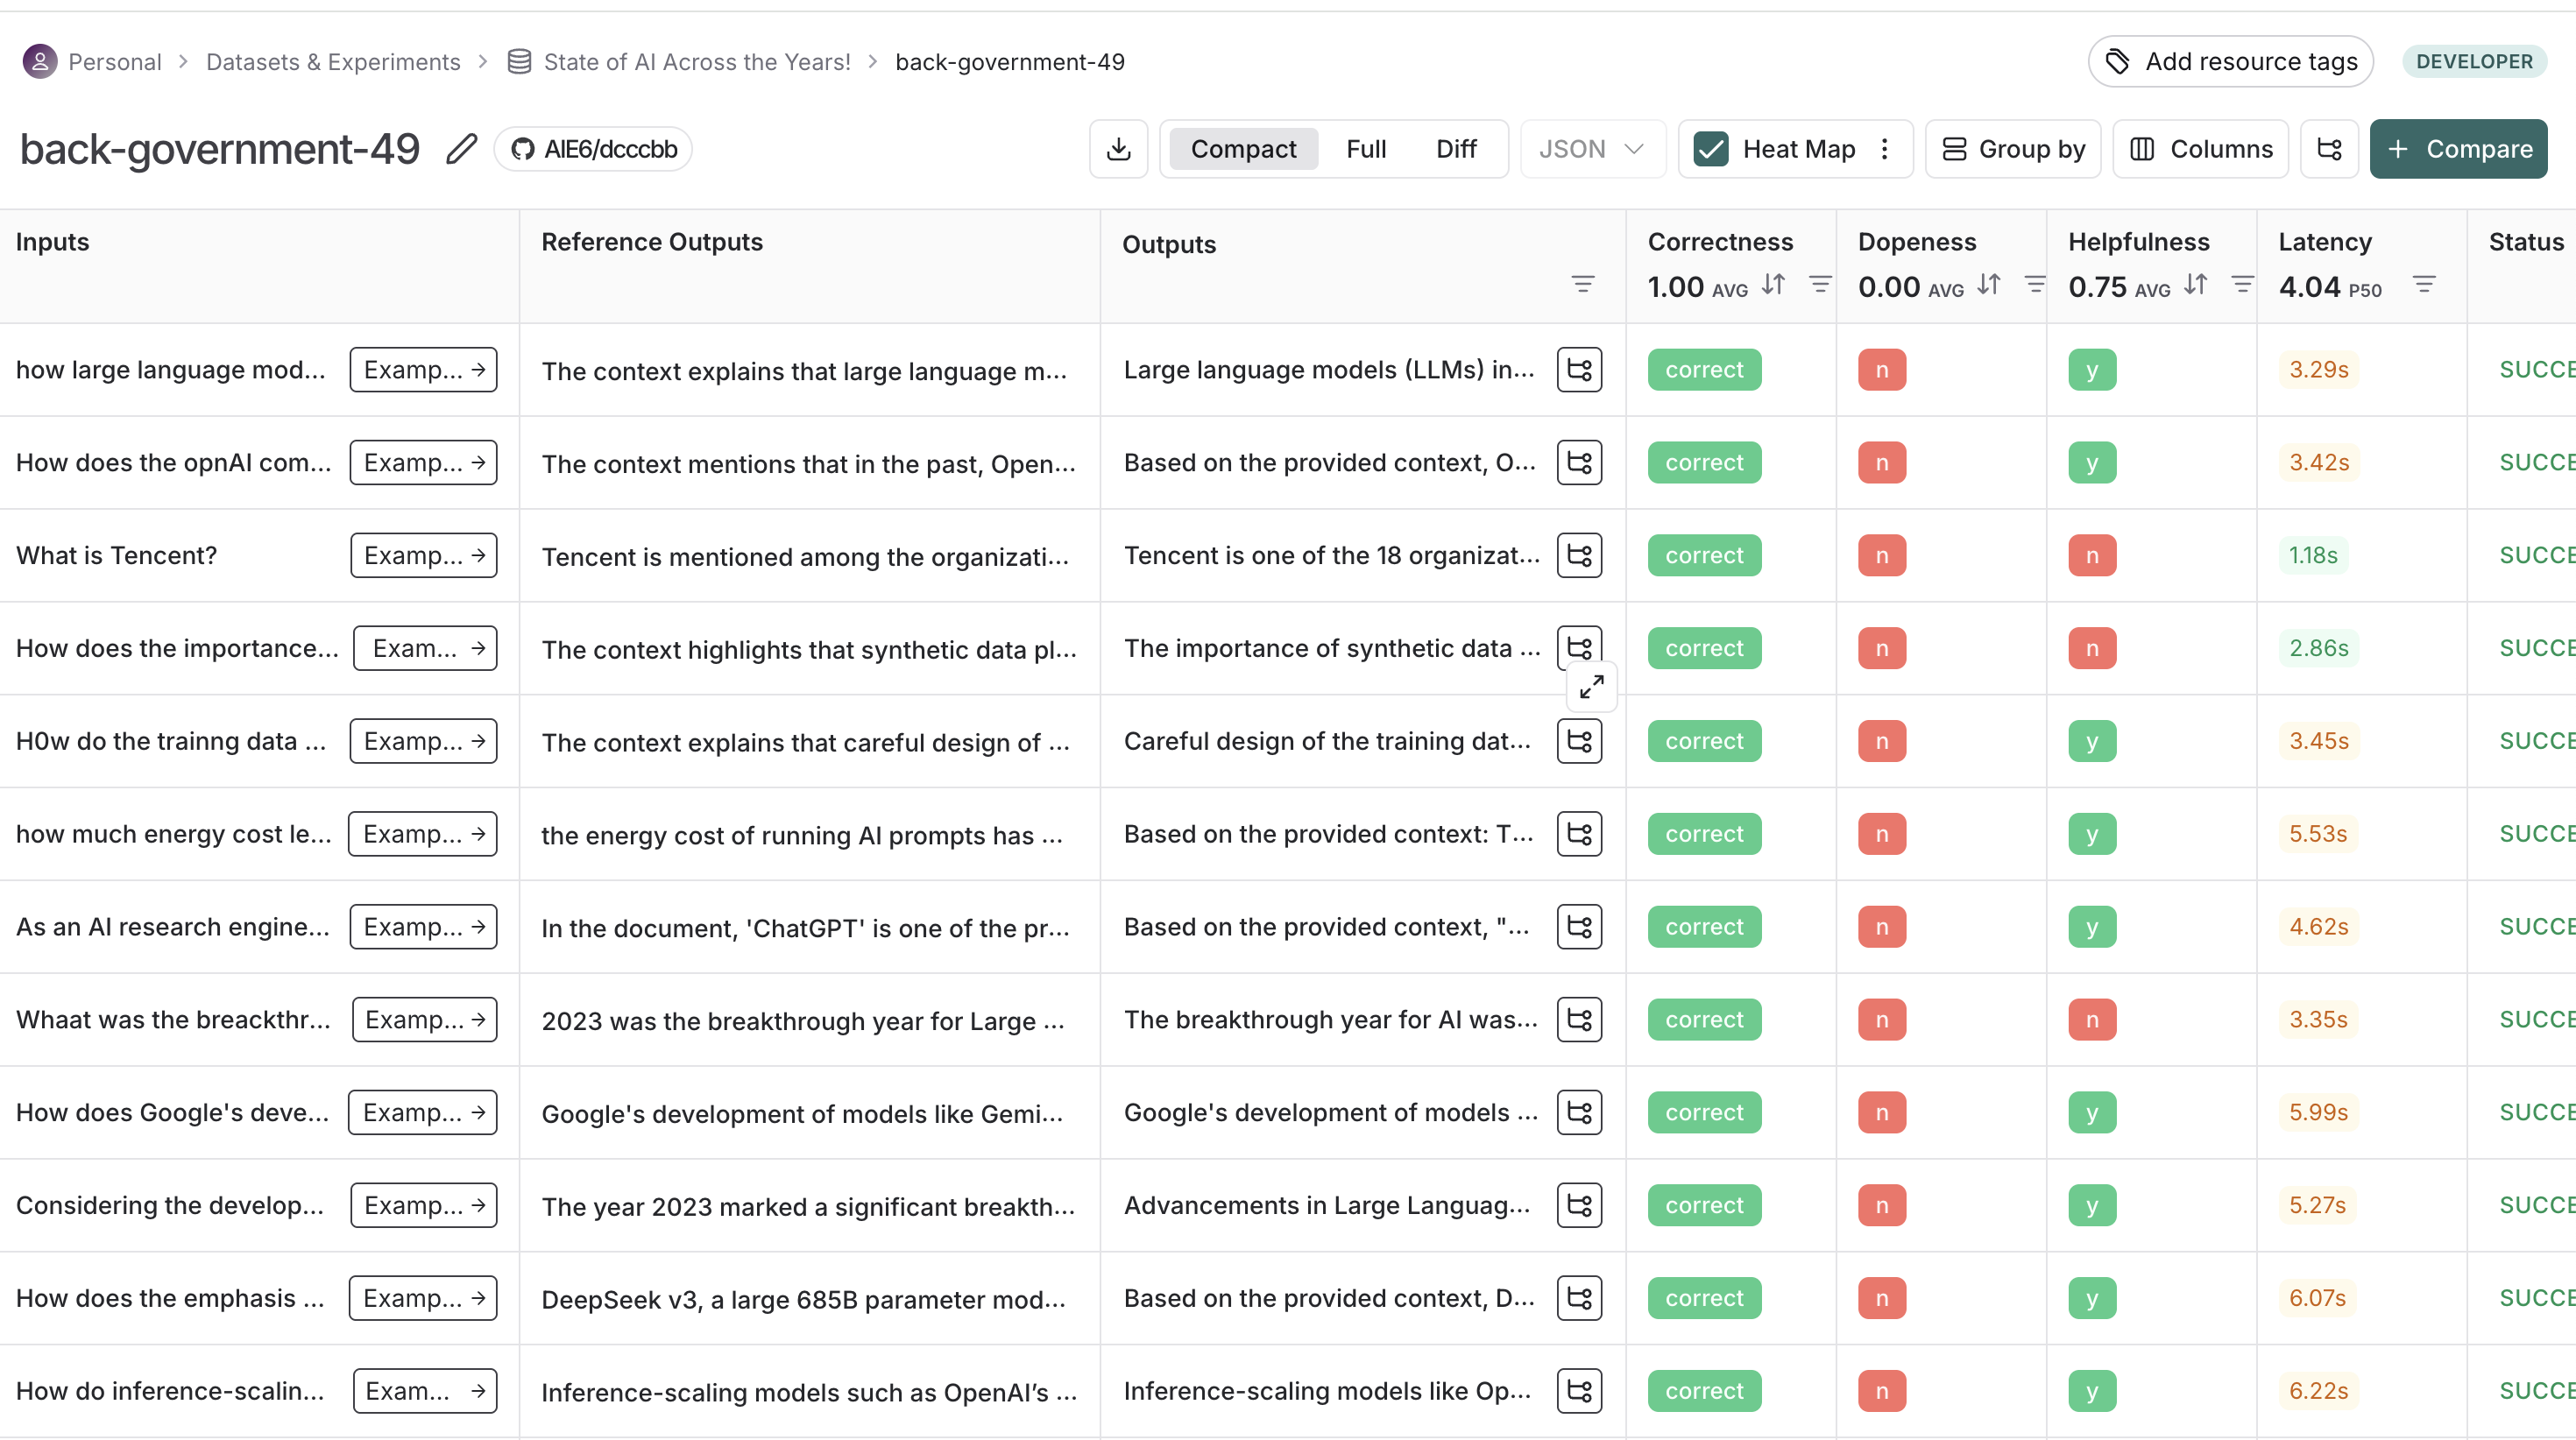 Personal > Datasets & Experiments > State of AI Across the Years! > back-government-49 Add resource tags DEVELOPER
back-government-49 AIE6/dcccbb Compact Full Diff JSON Heat Map Group by Columns + Compare
Inputs Reference Outputs Outputs Correctness Dopeness Helpfulness Latency Status
1.00 AVG 0.00 AVG 0.75 AVG 4.04 P50
how large language mod... Examp... → The context explains that large language m... Large language models (LLMs) in... correct n y 3.29s SUCCE
How does the opnAI com... Examp... → The context mentions that in the past, Open... Based on the provided context, O... correct n y 3.42s SUCCE
What is Tencent? Examp... → Tencent is mentioned among the organizati... Tencent is one of the 18 organizat... correct n n 1.18s SUCCE
How does the importance... Exam... → The context highlights that synthetic data pl... The importance of synthetic data ... correct n n 2.86s SUCCE
H0w do the trainng data ... Examp... → The context explains that careful design of ... Careful design of the training dat... correct n y 3.45s SUCCE
how much energy cost le... Examp... → the energy cost of running AI prompts has ... Based on the provided context: T... correct n y 5.53s SUCCE
As an AI research engine... Examp... → In the document, 'ChatGPT' is one of the pr... Based on the provided context, "... correct n y 4.62s SUCCE
Whaat was the breackthr... Examp... → 2023 was the breakthrough year for Large ... The breakthrough year for AI was... correct n n 3.35s SUCCE
How does Google's deve... Examp... → Google's development of models like Gemi... Google's development of models ... correct n y 5.99s SUCCE
Considering the develop... Examp... → The year 2023 marked a significant breakth... Advancements in Large Languag... correct n y 5.27s SUCCE
How does the emphasis ... Examp... → DeepSeek v3, a large 685B parameter mod... Based on the provided context, D... correct n y 6.07s SUCCE
How do inference-scalin... Exam... → Inference-scaling models such as OpenAI’s ... Inference-scaling models like Op... correct n y 6.22s SUCCE